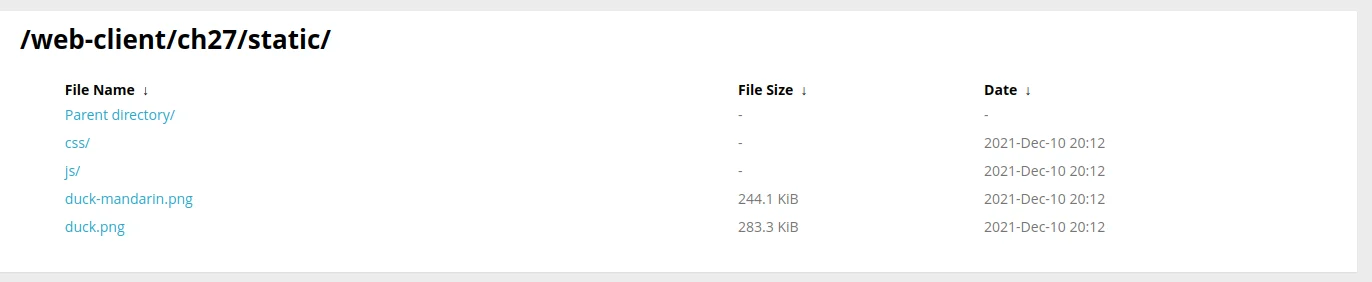 /web-client/ch27/static/
File Name ↓ File Size ↓ Date ↓
Parent directory/ - -
css/ - 2021-Dec-10 20:12
js/ - 2021-Dec-10 20:12
duck-mandarin.png 244.1 KiB 2021-Dec-10 20:12
duck.png 283.3 KiB 2021-Dec-10 20:12